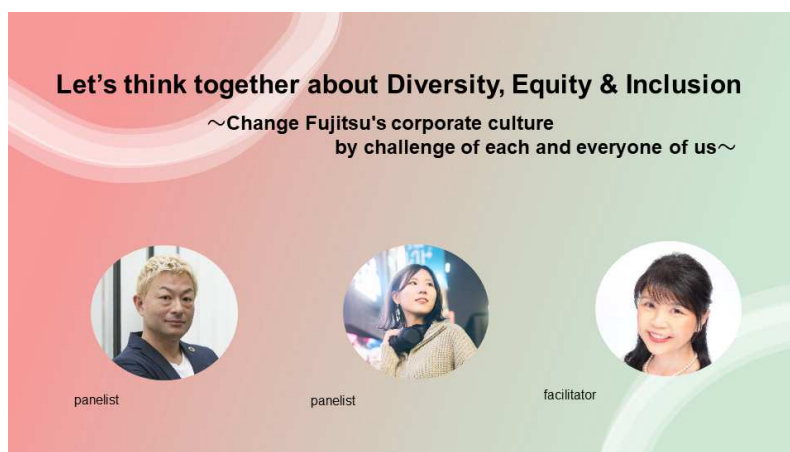 Let’s think together about Diversity, Equity & Inclusion
～Change Fujitsu's corporate culture
by challenge of each and everyone of us～
panelist
panelist
facilitator